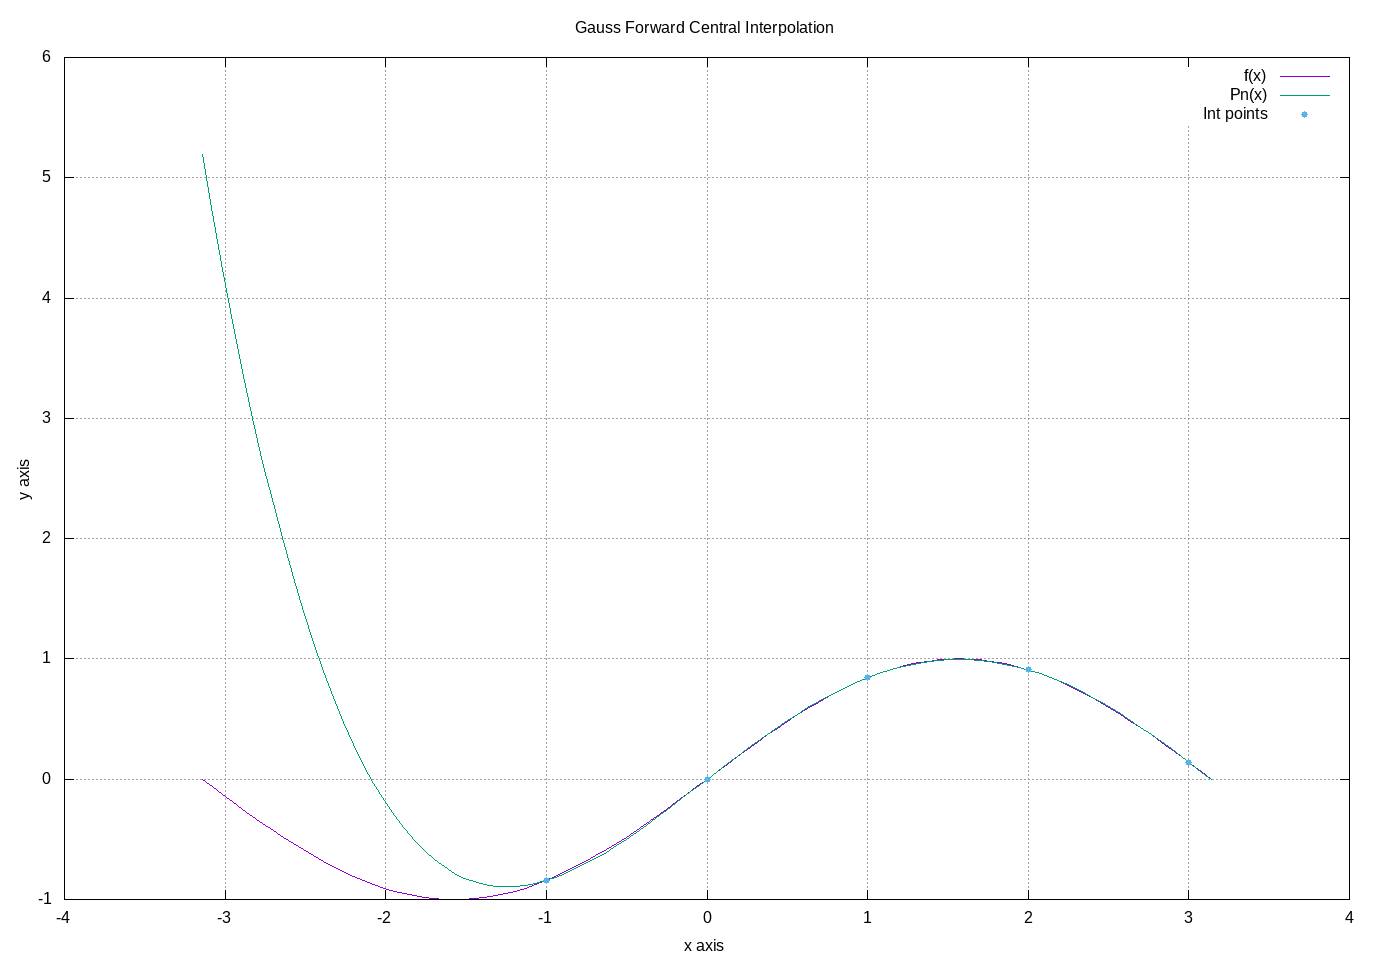 Gauss Forward Central Interpolation
f(x)
Pn(x)
Int points
6
5
4
3
2
1
0
-1
y axis
-4 -3 -2 -1 0 1 2 3 4
x axis